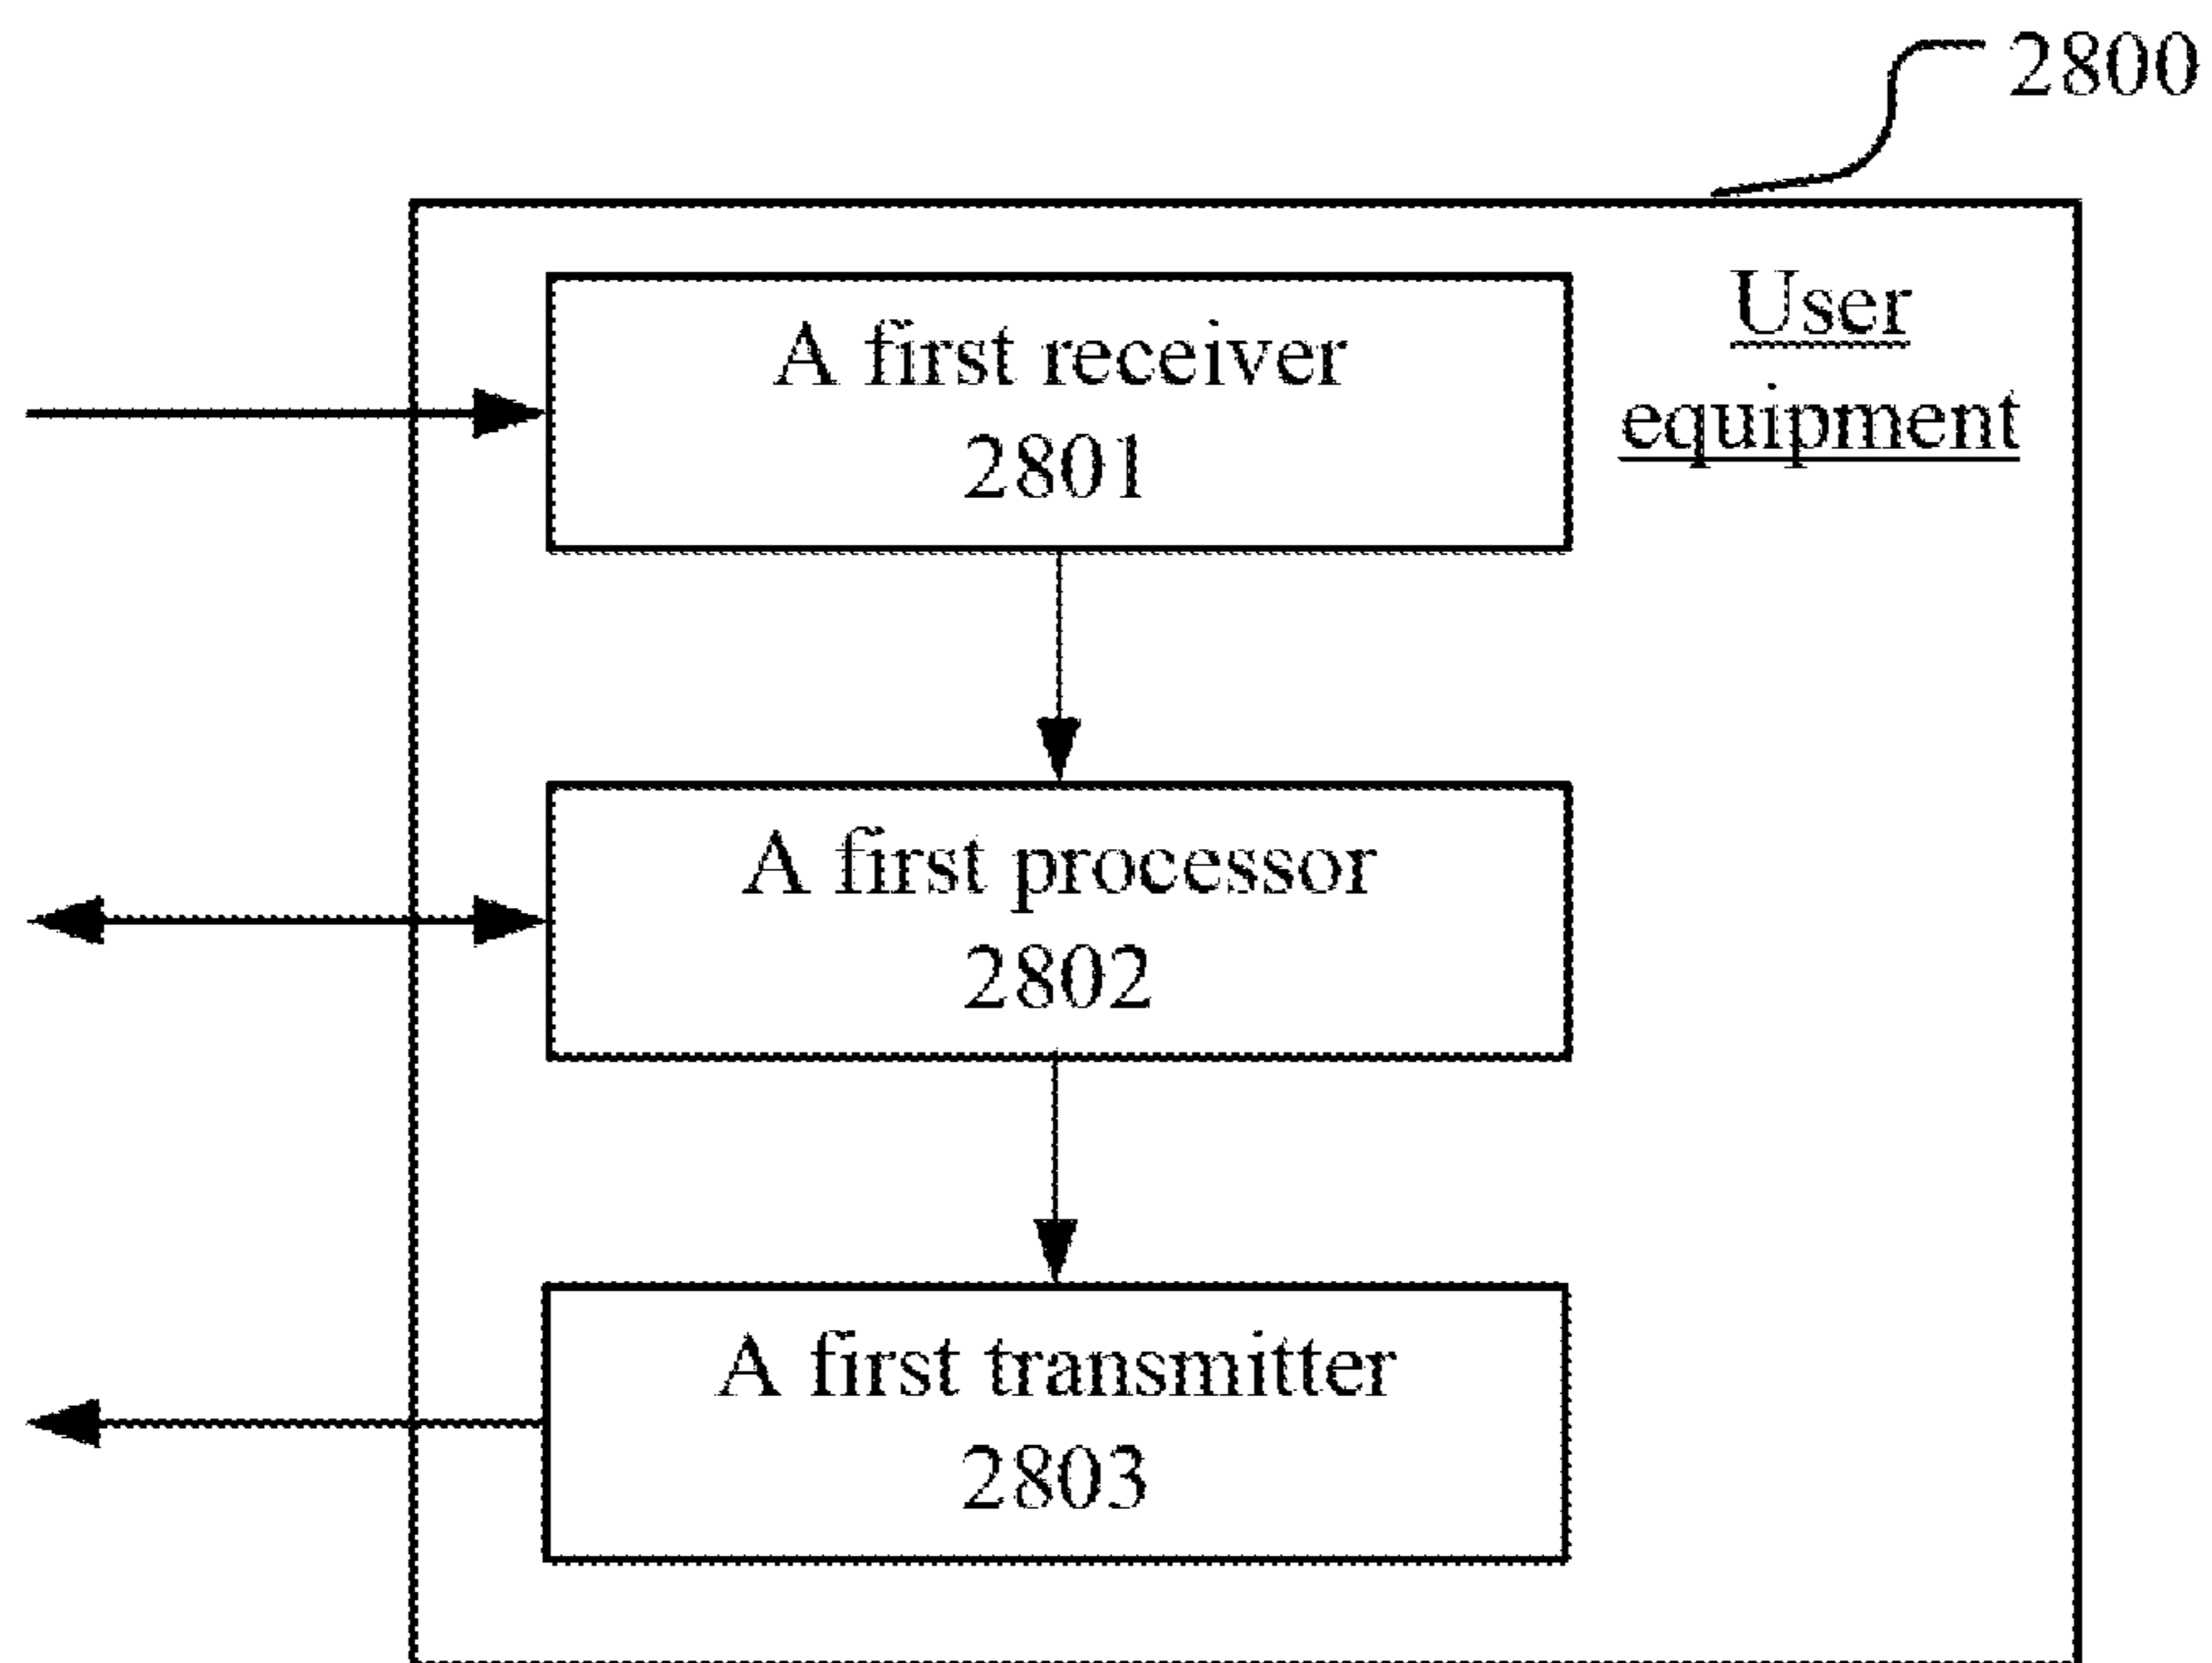 2800
User
equipment
A first receiver
2801
A first processor
2802
A first transmitter
2803